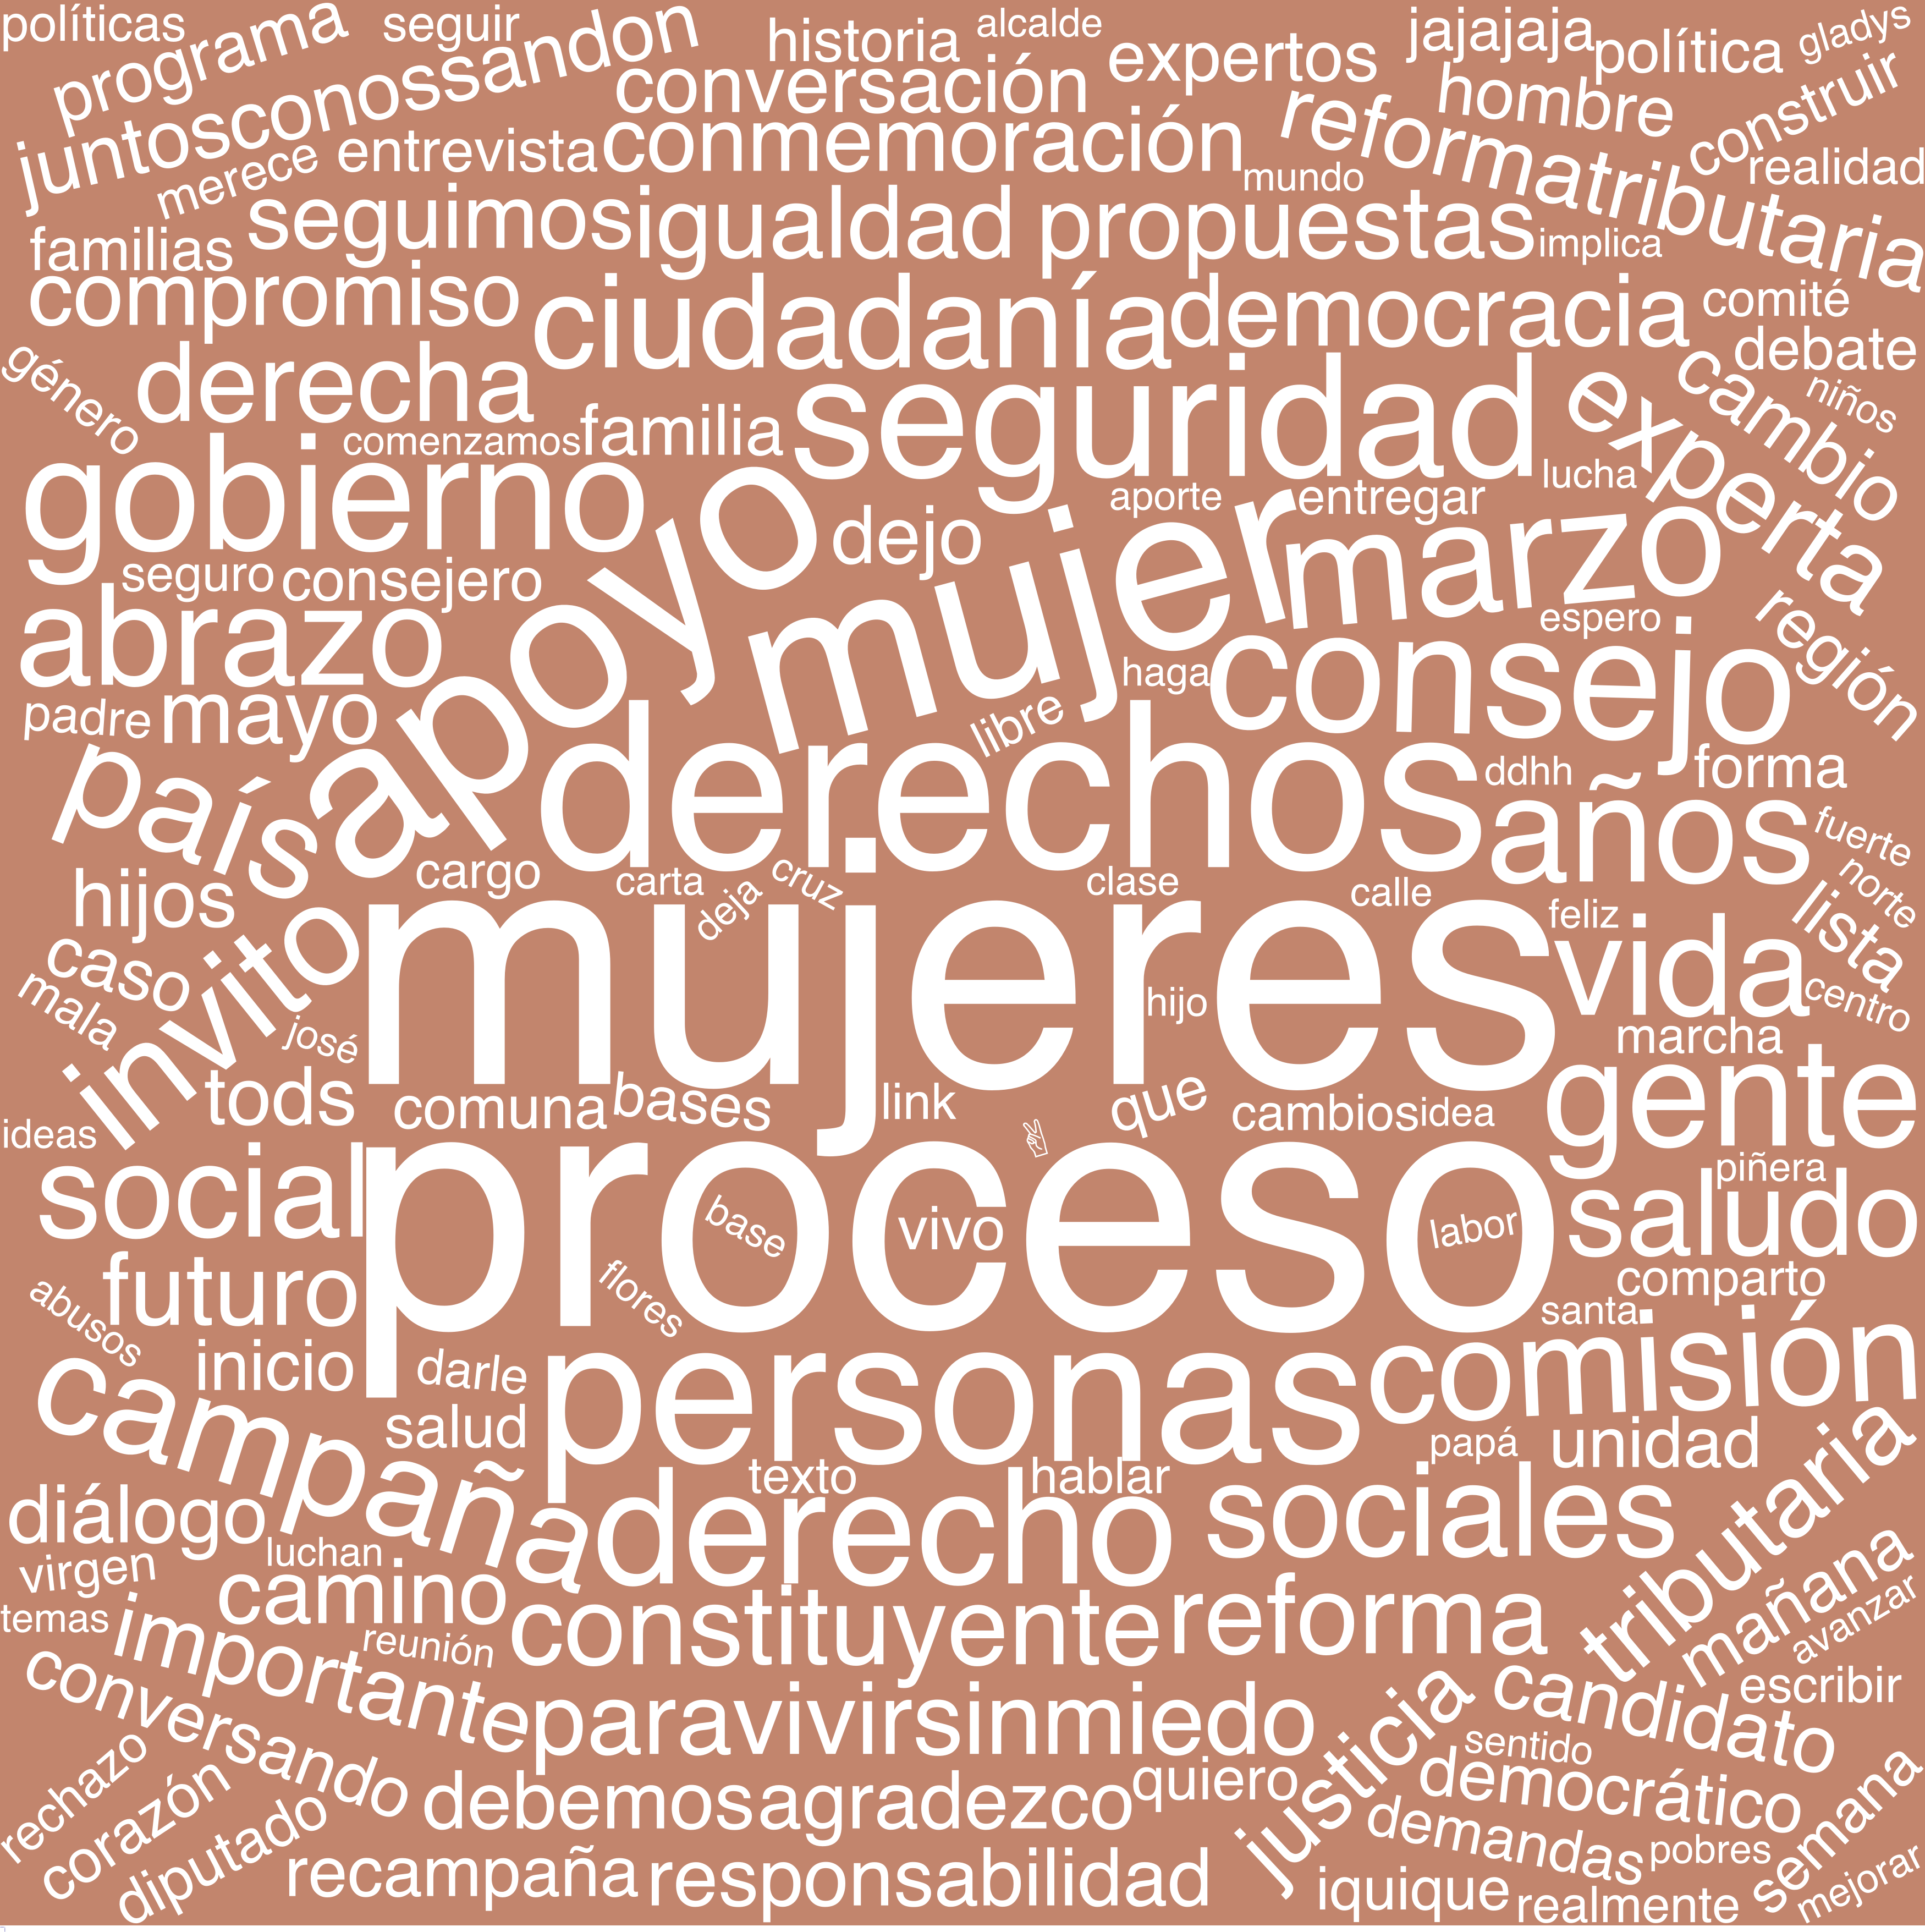 políticas
programa
seguir
juntosconossandon
merece
entrevista
historia
alcalde
conversación
conmemoración
expertos
jajajaja
política
gladys
hombre
construir
reformatributaria
realidad
mundo
familias
seguimos
igualdad
propuestas
implica
compromiso
ciudadanía
democracia
comité
debate
género
derecha
comenzamos
familia
seguridad
experta
cambio
niños
gobierno
apoyo
dejo
mujer
aporte
entregar
lucha
marzo
seguro
consejero
abrazo
espero
región
padre
mayo
haga
consejo
libre
país
derechos
ddhh
forma
años
fuerte
norte
hijos
cargo
carta
deja
cruz
clase
calle
feliz
lista
caso
mala
invito
josé
mujeres
hijo
vida
centro
marcha
tods
comuna
bases
link
que
cambios
idea
gente
ideas
social
proceso
base
vivo
labor
piñera
saludo
futuro
flores
comparto
abusos
inicio
darle
santa
campaña
salud
personas
comisión
papá
unidad
diálogo
texto
hablar
derecho
sociales
tributaria
virgen
luchan
camino
temas
importante
reunión
constituyente
reforma
mañana
avanzar
conversando
paravivirsinmiedo
justicia
candidato
escribir
rechazo
corazón
diputado
debemos
agradezco
quiero
sentido
democrático
demandas
pobres
semana
recampaña
responsabilidad
iquique
realmente
mejorar